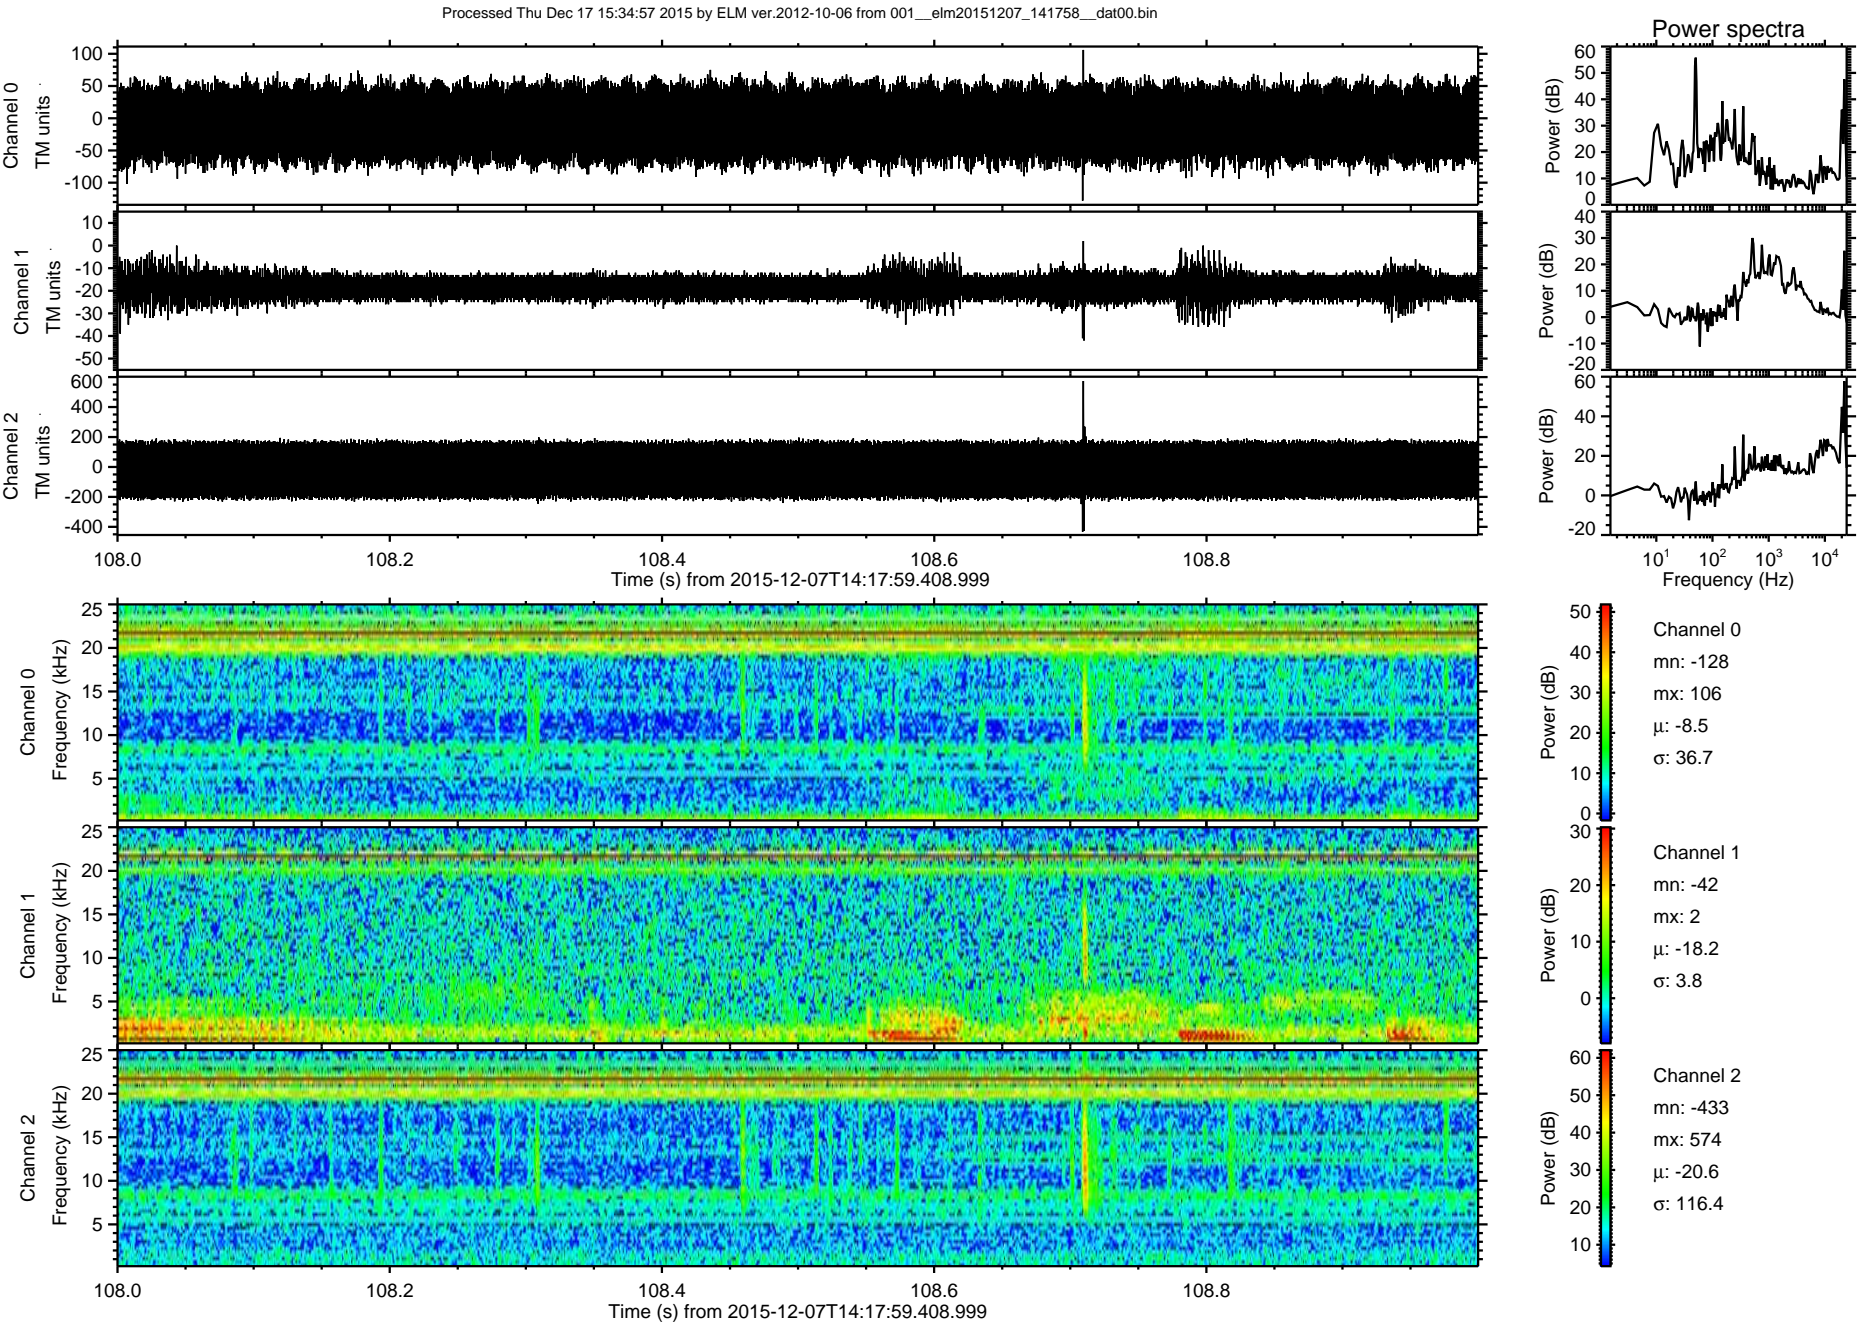 Processed Thu Dec 17 15:34:57 2015 by ELM ver.2012-10-06 from 001__elm20151207_141758__dat00.bin
Power spectra
Channel 0
TM units
100
50
0
-50
-100
Power (dB)
60
50
40
30
20
10
0
Channel 1
TM units
10
0
-10
-20
-30
-40
-50
Power (dB)
40
30
20
10
0
-10
-20
Channel 2
TM units
600
400
200
0
-200
-400
Power (dB)
60
40
20
0
-20
108.0 108.2 108.4 108.6 108.8
Time (s) from 2015-12-07T14:17:59.408.999
10^1 10^2 10^3 10^4
Frequency (Hz)
Channel 0
Frequency (kHz)
25
20
15
10
5
Power (dB)
50
40
30
20
10
0
Channel 0
mn: -128
mx: 106
μ: -8.5
σ: 36.7
Channel 1
Frequency (kHz)
25
20
15
10
5
Power (dB)
30
20
10
0
Channel 1
mn: -42
mx: 2
μ: -18.2
σ: 3.8
Channel 2
Frequency (kHz)
25
20
15
10
5
Power (dB)
60
50
40
30
20
10
Channel 2
mn: -433
mx: 574
μ: -20.6
σ: 116.4
108.0 108.2 108.4 108.6 108.8
Time (s) from 2015-12-07T14:17:59.408.999